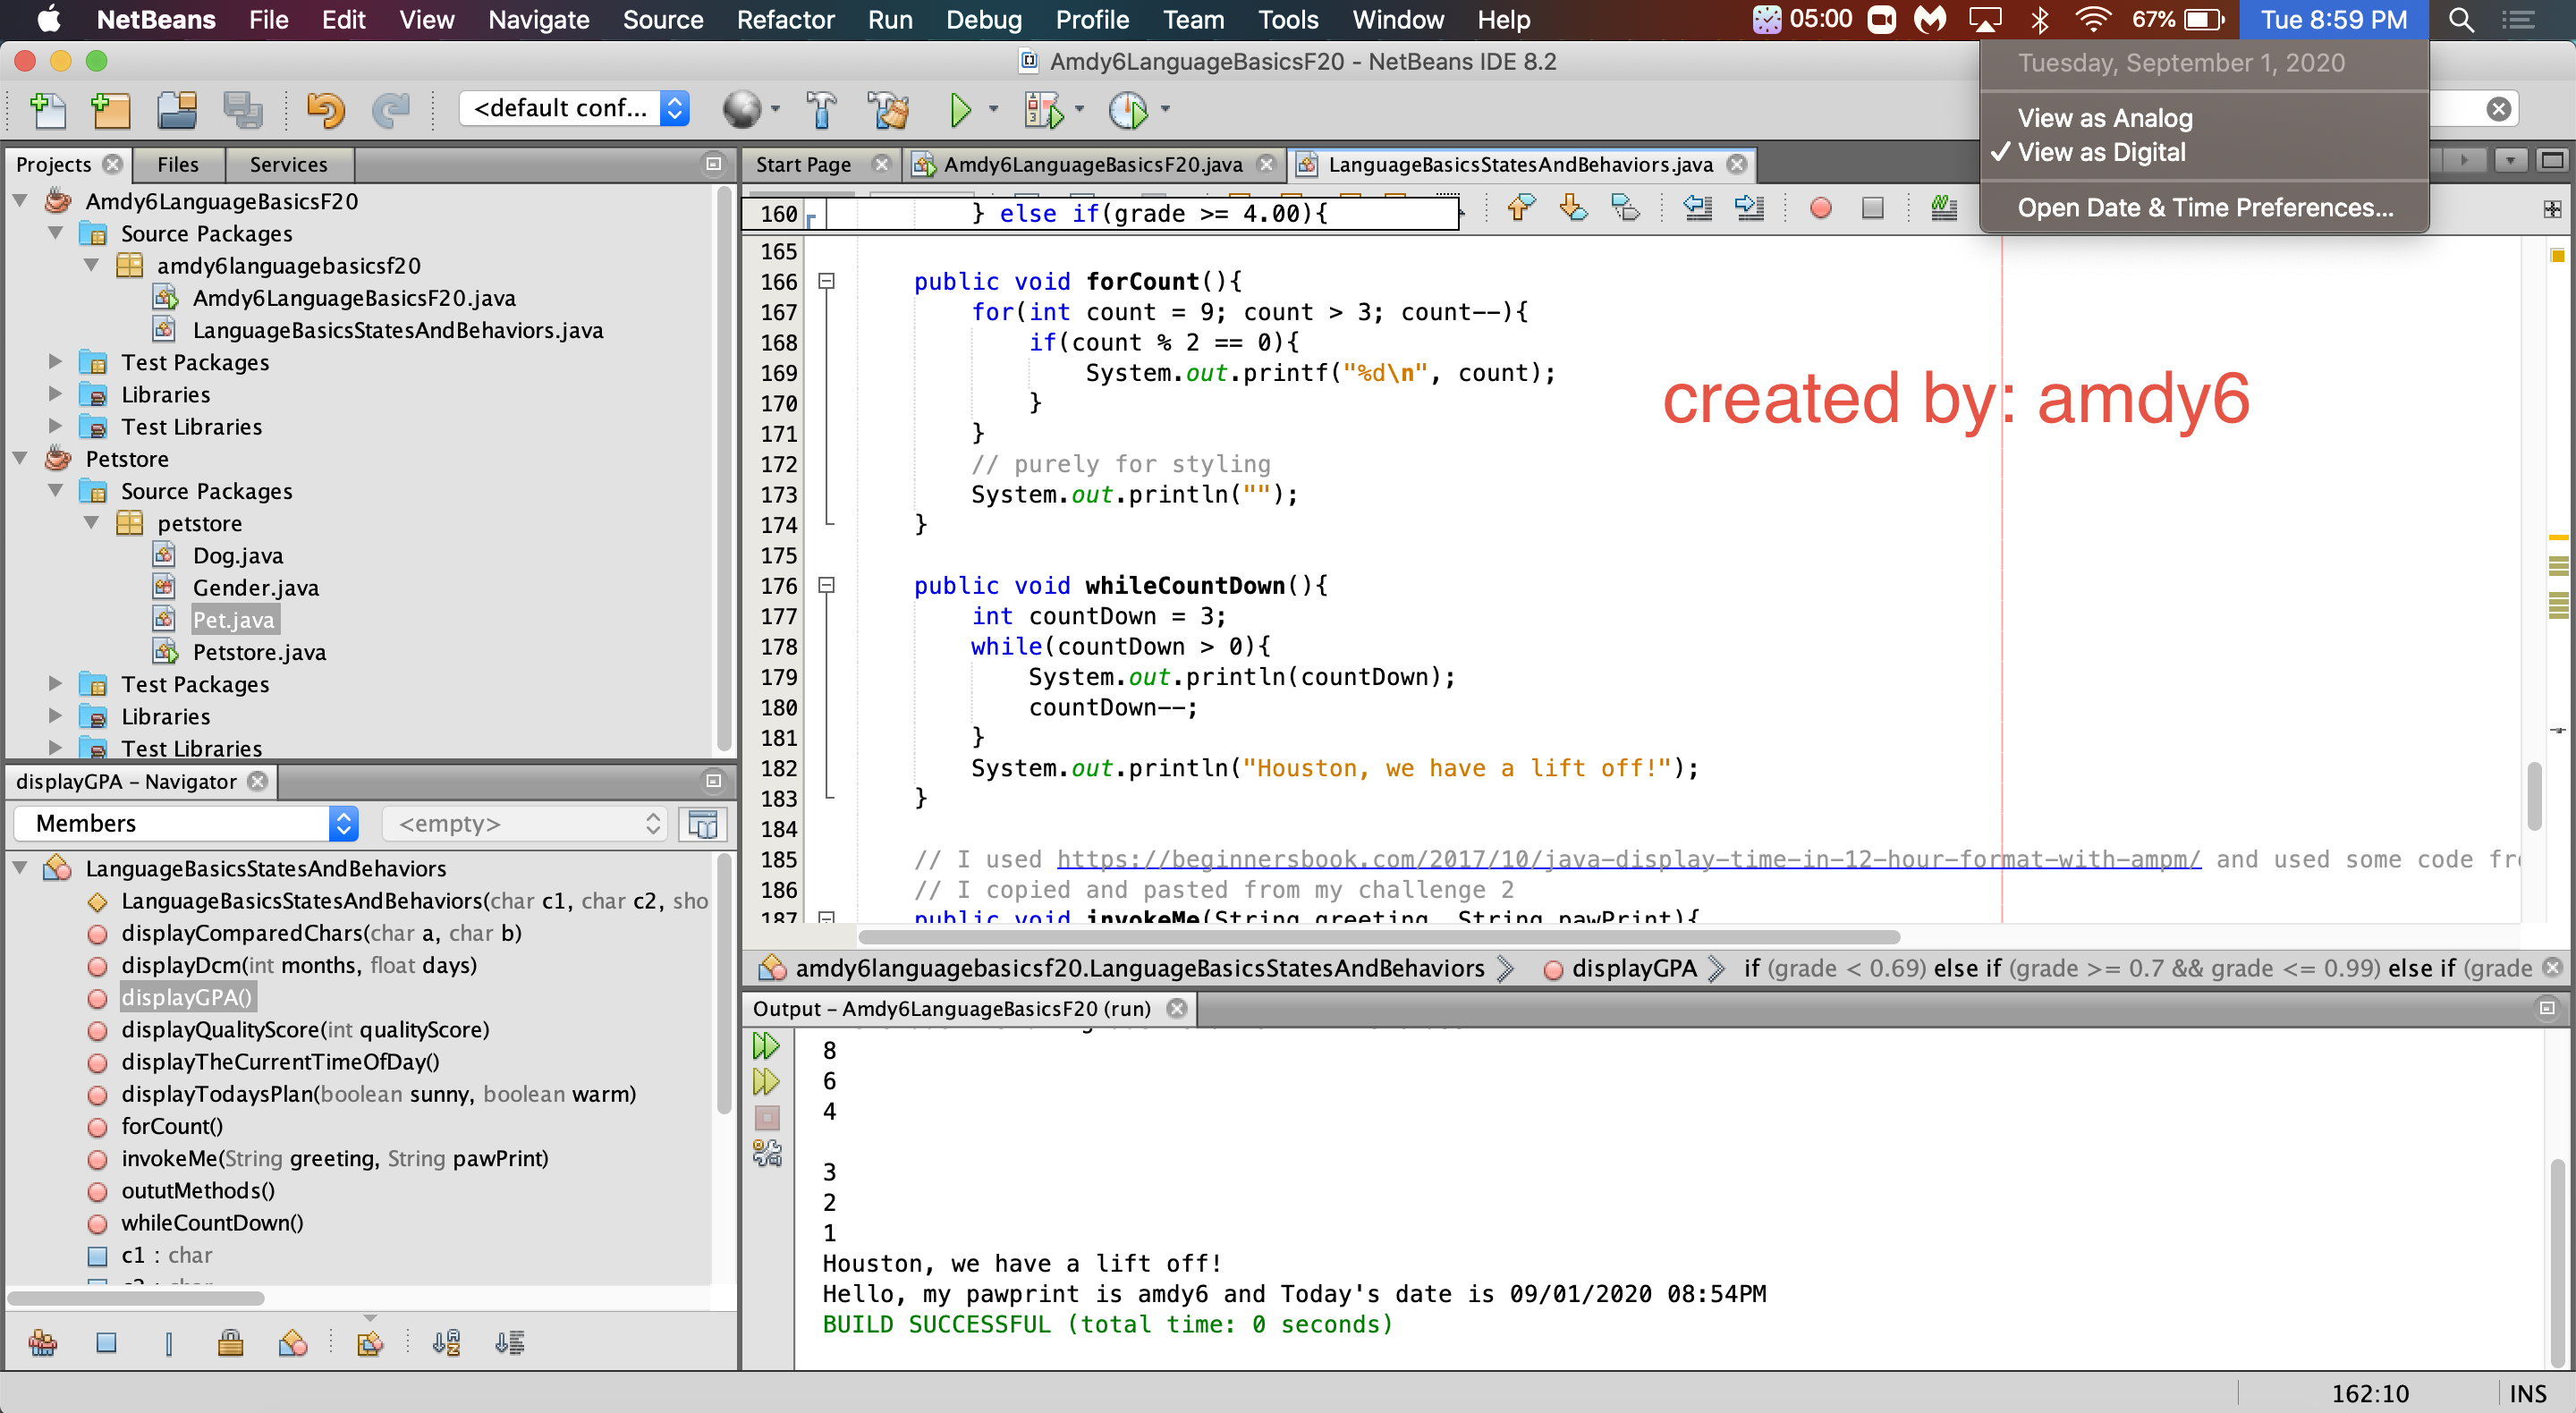 NetBeans File Edit View Navigate Source Refactor Run Debug Profile Team Tools Window Help 05:00 67% Tue 8:59 PM
Amdy6LanguageBasicsF20 - NetBeans IDE 8.2
Tuesday, September 1, 2020
View as Analog
✓ View as Digital
Open Date & Time Preferences...
<default conf...
Projects Files Services
Amdy6LanguageBasicsF20
Source Packages
amdy6languagebasicsf20
Amdy6LanguageBasicsF20.java
LanguageBasicsStatesAndBehaviors.java
Test Packages
Libraries
Test Libraries
Petstore
Source Packages
petstore
Dog.java
Gender.java
Pet.java
Petstore.java
Test Packages
Libraries
Test Libraries
displayGPA - Navigator
Members <empty>
LanguageBasicsStatesAndBehaviors
LanguageBasicsStatesAndBehaviors(char c1, char c2, sho
displayComparedChars(char a, char b)
displayDcm(int months, float days)
displayGPA()
displayQualityScore(int qualityScore)
displayTheCurrentTimeOfDay()
displayTodaysPlan(boolean sunny, boolean warm)
forCount()
invokeMe(String greeting, String pawPrint)
oututMethods()
whileCountDown()
c1 : char
Start Page Amdy6LanguageBasicsF20.java LanguageBasicsStatesAndBehaviors.java
160 } else if(grade >= 4.00){
165
166 public void forCount(){
167 for(int count = 9; count > 3; count--){
168 if(count % 2 == 0){
169 System.out.printf("%d\n", count);
170 }
171 }
172 // purely for styling
173 System.out.println("");
174 }
175
176 public void whileCountDown(){
177 int countDown = 3;
178 while(countDown > 0){
179 System.out.println(countDown);
180 countDown--;
181 }
182 System.out.println("Houston, we have a lift off!");
183 }
184
185 // I used https://beginnersbook.com/2017/10/java-display-time-in-12-hour-format-with-ampm/ and used some code fr
186 // I copied and pasted from my challenge 2
187 public void invokeMe(String greeting, String pawPrint){
created by: amdy6
amdy6languagebasicsf20.LanguageBasicsStatesAndBehaviors displayGPA if (grade < 0.69) else if (grade >= 0.7 && grade <= 0.99) else if (grade
Output - Amdy6LanguageBasicsF20 (run)
8
6
4
3
2
1
Houston, we have a lift off!
Hello, my pawprint is amdy6 and Today's date is 09/01/2020 08:54PM
BUILD SUCCESSFUL (total time: 0 seconds)
162:10 INS